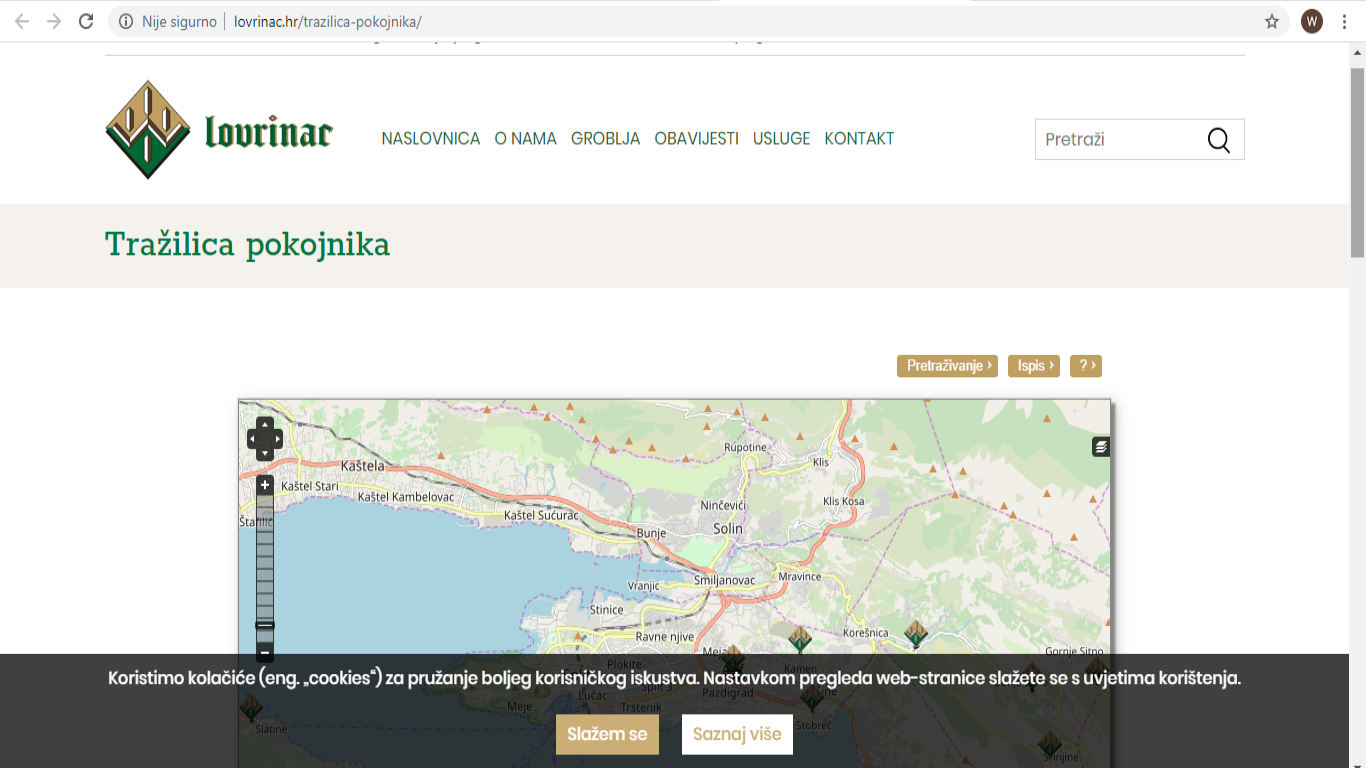 Nije sigurno
lovrinac.hr/trazilica-pokojnika/
W
lovrinac
NASLOVNICA O NAMA GROBLJA OBAVIJESTI USLUGE KONTAKT
Pretraži
Tražilica pokojnika
Pretraživanje ›
Ispis ›
? ›
Rupotine
Klis
Kaštela
Kaštel Stari
Kaštel Kambelovac
Klis Kosa
Ninčevići
Kaštel Sućurac
Štafilić
Solin
Bunje
Smiljanovac
Mravince
Vranjic
Stinice
Ravne njive
Korešnica
Gornje Sitno
Meja
Plokite
Kamen
Koristimo kolačiće (eng. „cookies“) za pružanje boljeg korisničkog iskustva. Nastavkom pregleda web-stranice slažete se s uvjetima korištenja.
Split 3
Lučac
Pazdigrad
Meje
Trstenik
Stobreč
Slatine
Srinjine
Slažem se
Saznaj više